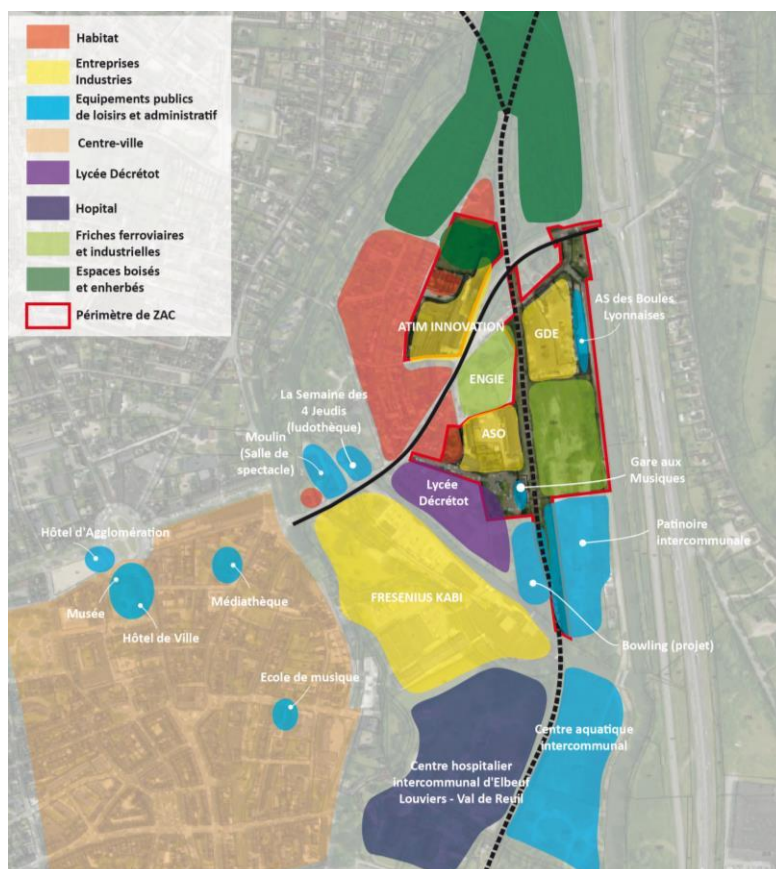 Habitat
Entreprises
Industries
Equipements publics
de loisirs et administratif
Centre-ville
Lycée Décrétot
Hopital
Friches ferroviaires
et industrielles
Espaces boisés
et enherbés
Périmètre de ZAC
AS des Boules
Lyonnaises
ATIM INNOVATION
GDE
ENGIE
La Semaine des
4 Jeudis
(ludothèque)
Moulin
(Salle de
spectacle)
ASO
Gare aux
Musiques
Lycée
Décrétot
Hôtel d'Agglomération
Patinoire
intercommunale
Musée
Médiathèque
Hôtel de Ville
FRESENIUS KABI
Bowling (projet)
Ecole de musique
Centre aquatique
intercommunal
Centre hospitalier
intercommunal d'Elbeuf
Louviers - Val de Reuil